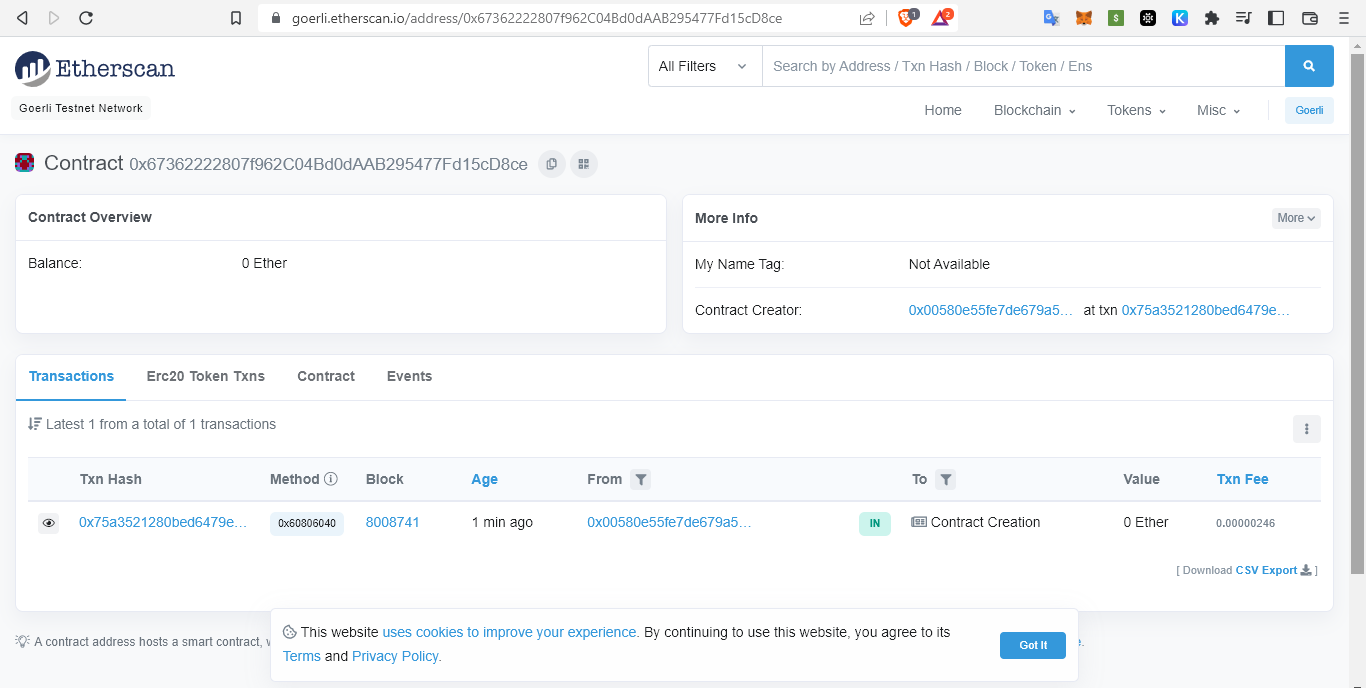 goerli.etherscan.io/address/0x67362222807f962C04Bd0dAAB295477Fd15cD8ce
1
2
Etherscan
All Filters
Search by Address / Txn Hash / Block / Token / Ens
Goerli Testnet Network
Home Blockchain Tokens Misc Goerli
Contract 0x67362222807f962C04Bd0dAAB295477Fd15cD8ce
Contract Overview
Balance: 0 Ether
More Info
More
My Name Tag: Not Available
Contract Creator: 0x00580e55fe7de679a5... at txn 0x75a3521280bed6479e...
Transactions Erc20 Token Txns Contract Events
Latest 1 from a total of 1 transactions
Txn Hash Method Block Age From To Value Txn Fee
0x75a3521280bed6479e... 0x60806040 8008741 1 min ago 0x00580e55fe7de679a5... IN Contract Creation 0 Ether 0.00000246
[ Download CSV Export ]
This website uses cookies to improve your experience. By continuing to use this website, you agree to its
Terms and Privacy Policy.
Got It
A contract address hosts a smart contract,